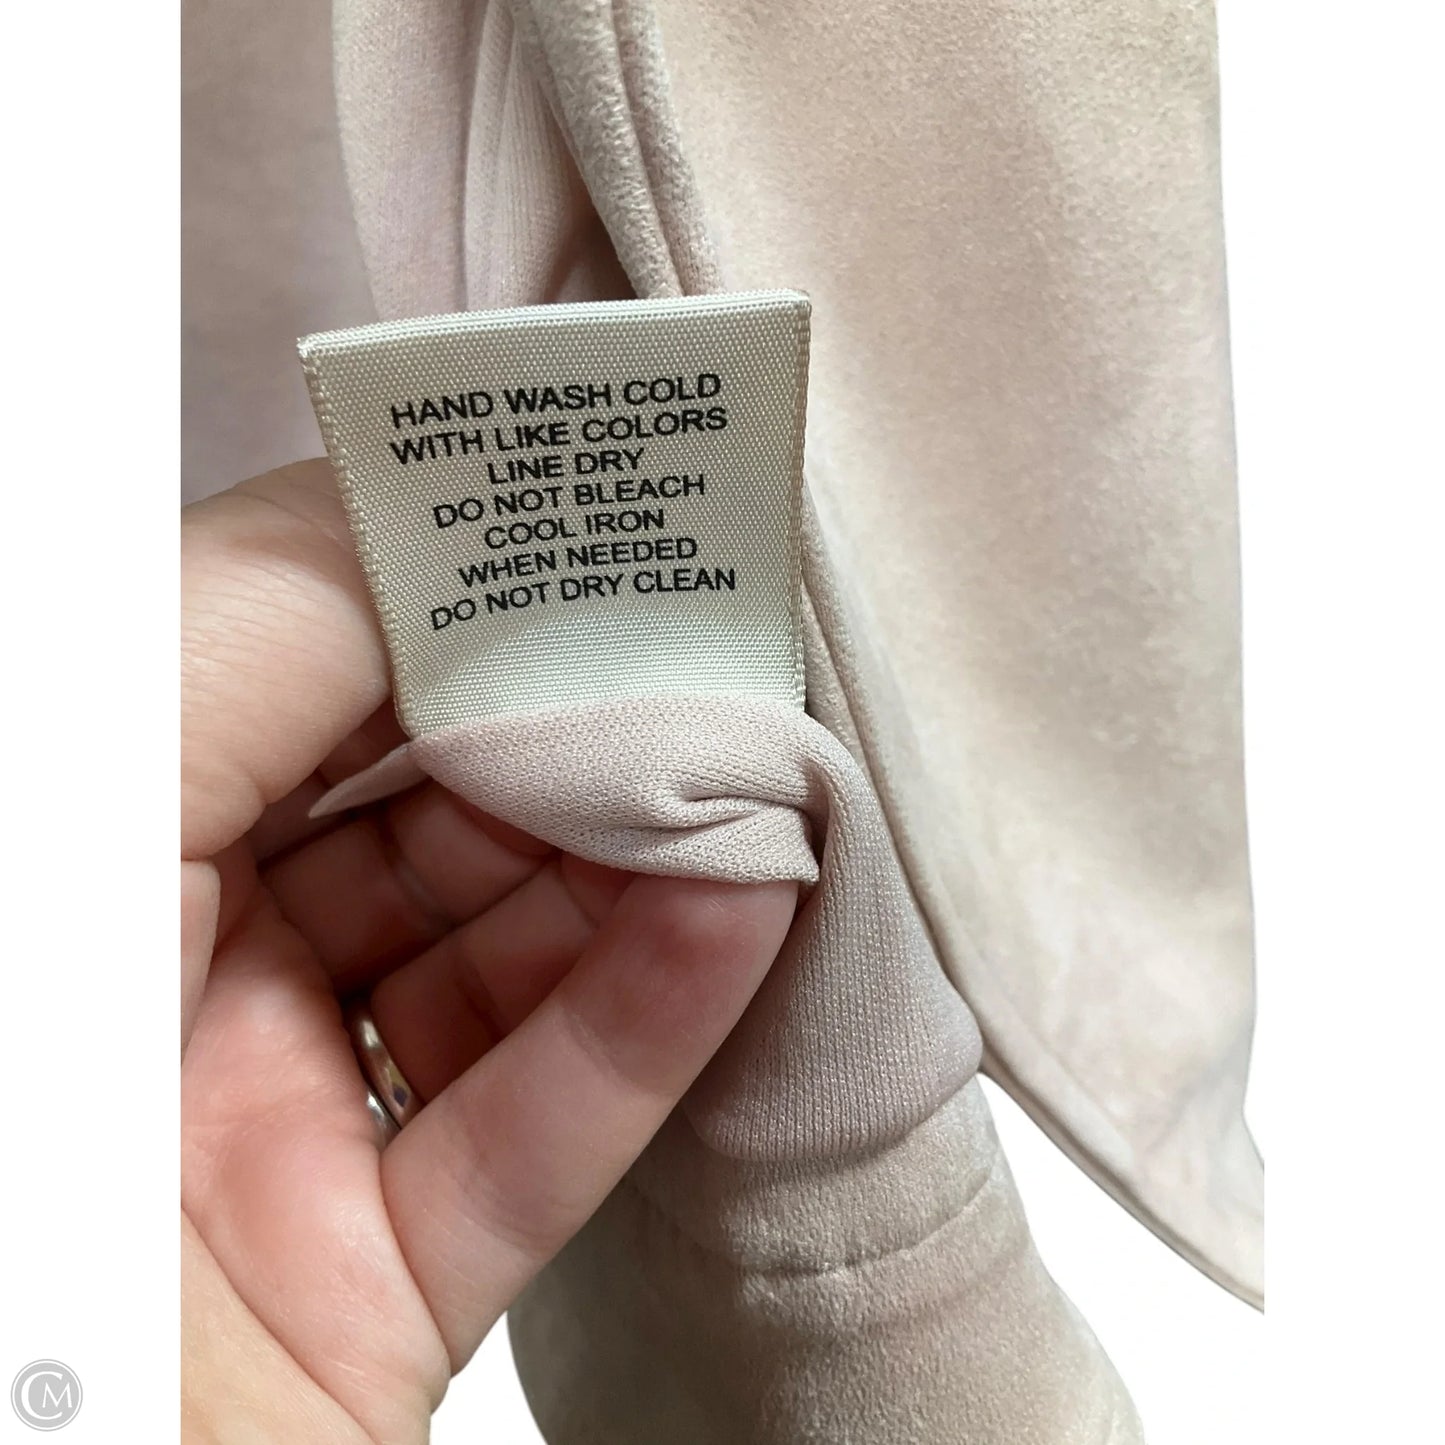 HAND WASH COLD
WITH LIKE COLORS
LINE DRY
DO NOT BLEACH
COOL IRON
WHEN NEEDED
DO NOT DRY CLEAN
CM